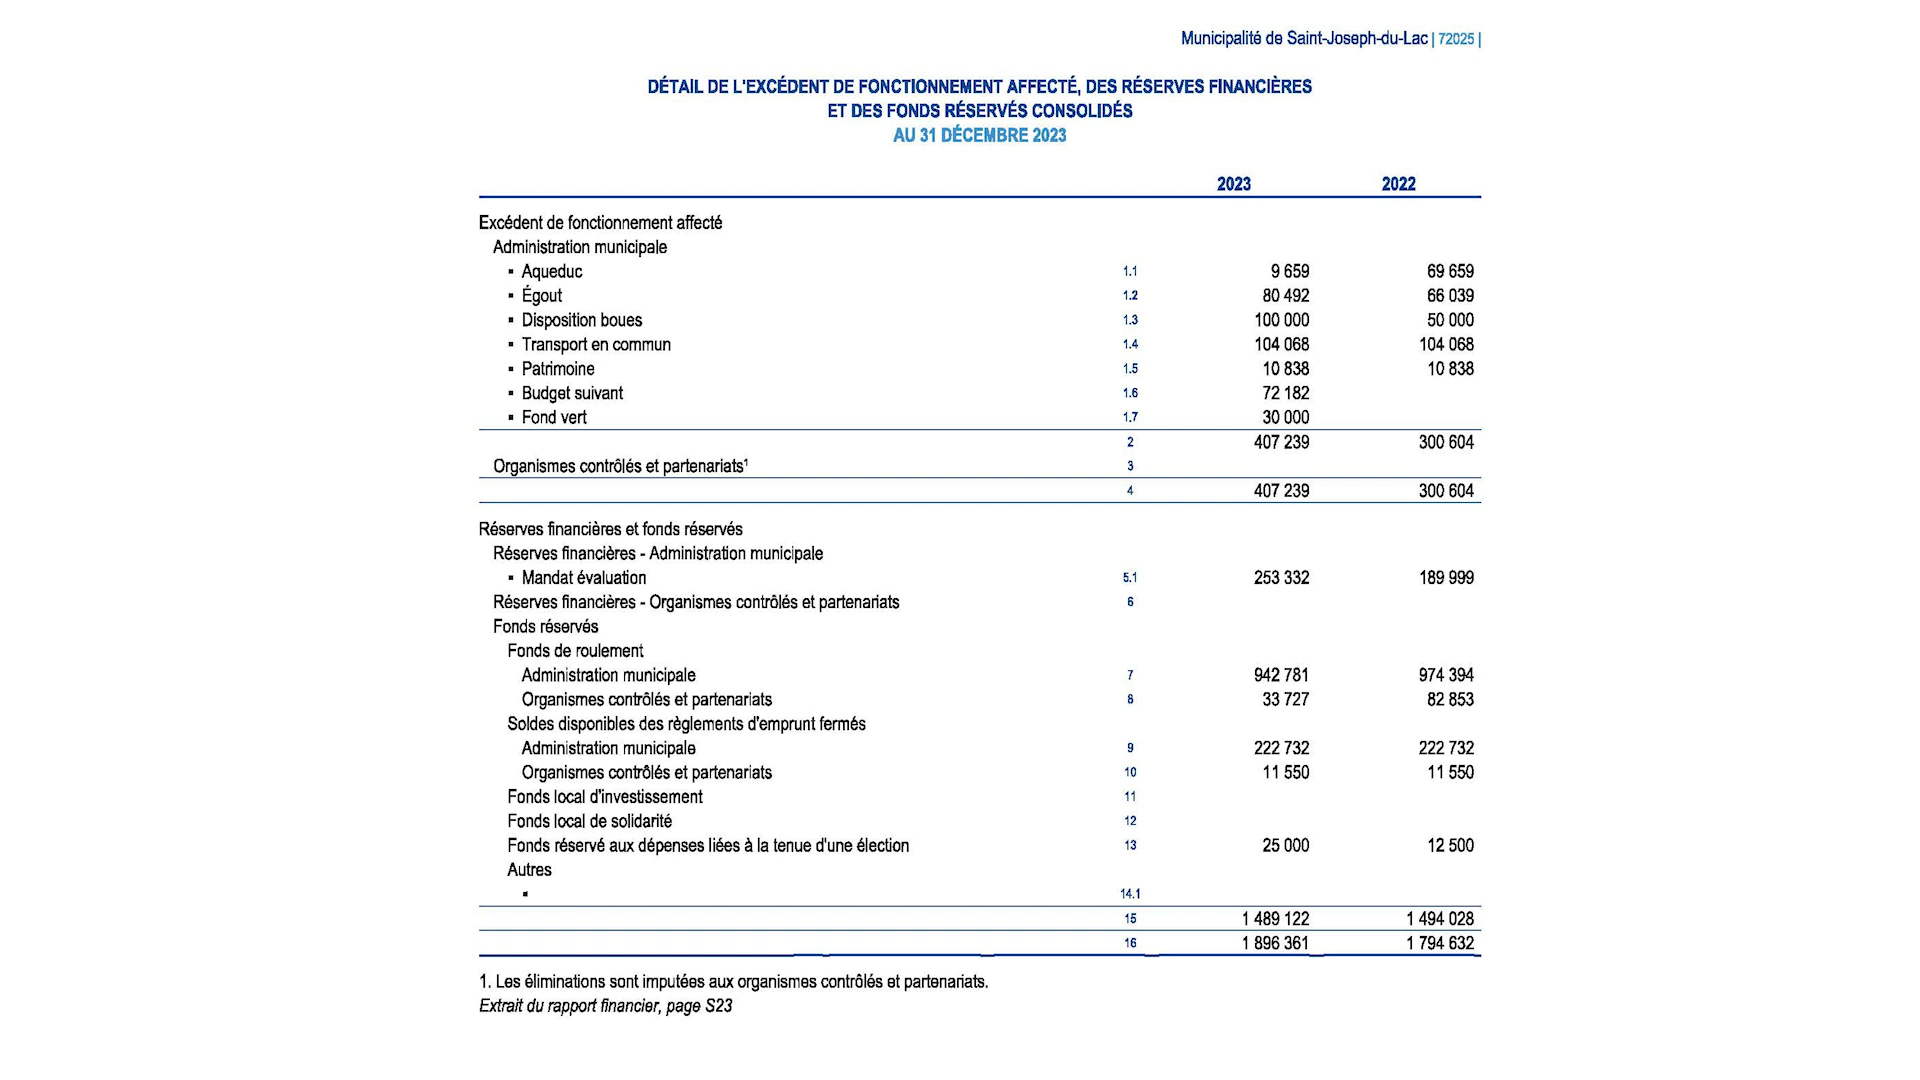 Municipalité de Saint-Joseph-du-Lac | 72025 |
DÉTAIL DE L'EXCÉDENT DE FONCTIONNEMENT AFFECTÉ, DES RÉSERVES FINANCIÈRES
ET DES FONDS RÉSERVÉS CONSOLIDÉS
AU 31 DÉCEMBRE 2023
2023 2022
Excédent de fonctionnement affecté
Administration municipale
▪ Aqueduc 1.1 9 659 69 659
▪ Égout 1.2 80 492 66 039
▪ Disposition boues 1.3 100 000 50 000
▪ Transport en commun 1.4 104 068 104 068
▪ Patrimoine 1.5 10 838 10 838
▪ Budget suivant 1.6 72 182
▪ Fond vert 1.7 30 000
2 407 239 300 604
Organismes contrôlés et partenariats¹ 3
4 407 239 300 604
Réserves financières et fonds réservés
Réserves financières - Administration municipale
▪ Mandat évaluation 5.1 253 332 189 999
Réserves financières - Organismes contrôlés et partenariats 6
Fonds réservés
Fonds de roulement
Administration municipale 7 942 781 974 394
Organismes contrôlés et partenariats 8 33 727 82 853
Soldes disponibles des règlements d'emprunt fermés
Administration municipale 9 222 732 222 732
Organismes contrôlés et partenariats 10 11 550 11 550
Fonds local d'investissement 11
Fonds local de solidarité 12
Fonds réservé aux dépenses liées à la tenue d'une élection 13 25 000 12 500
Autres
▪ 14.1
15 1 489 122 1 494 028
16 1 896 361 1 794 632
1. Les éliminations sont imputées aux organismes contrôlés et partenariats.
Extrait du rapport financier, page S23